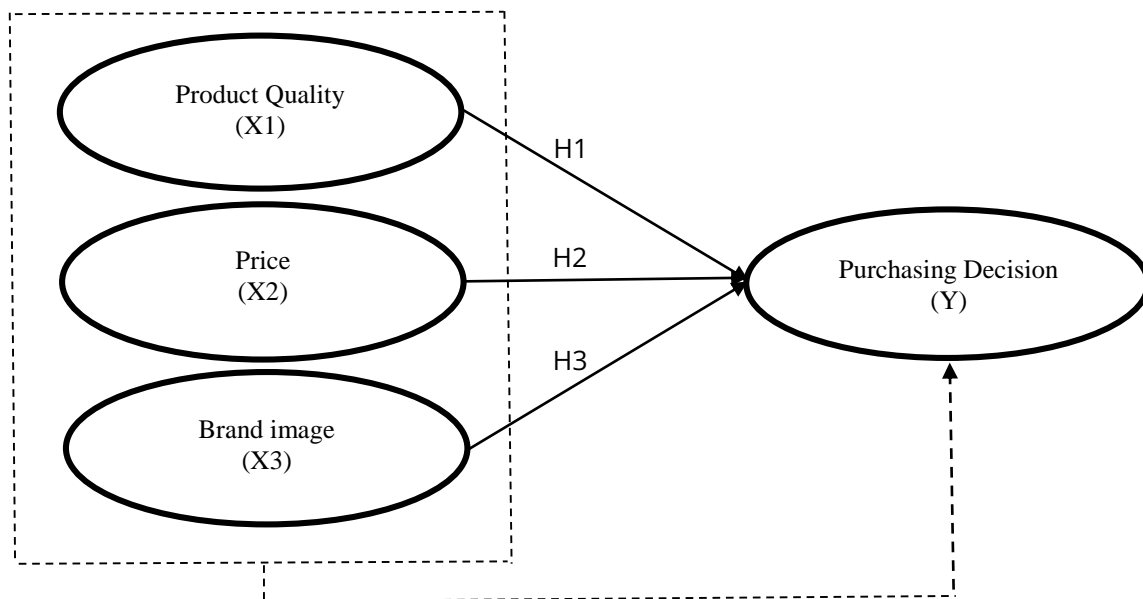 Product Quality
(X1)
H1
Price
(X2)
H2
Purchasing Decision
(Y)
H3
Brand image
(X3)